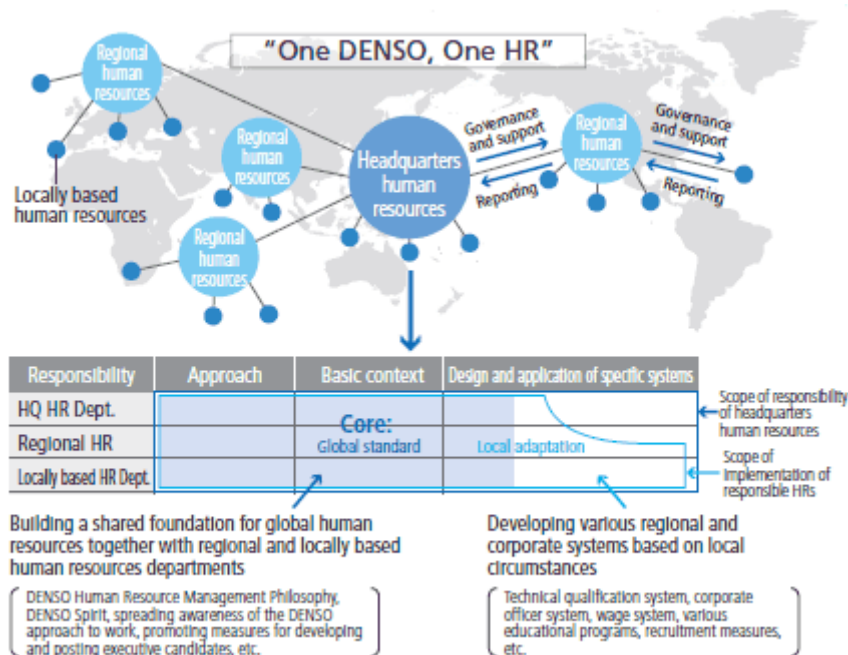 "One DENSO, One HR"
Regional
human
resources
Regional
human
resources
Regional
human
resources
Headquarters
human
resources
Governance
and support
Reporting
Regional
human
resources
Governance
and support
Reporting
Locally based
human resources
Responsibility Approach Basic context Design and application of specific systems
HQ HR Dept.
Regional HR
Locally based HR Dept.
Core:
Global standard
Local adaptation
Scope of responsibility
of headquarters
human resources
Scope of
implementation of
responsible HRs
Building a shared foundation for global human
resources together with regional and locally based
human resources departments
DENSO Human Resource Management Philosophy,
DENSO Spirit, spreading awareness of the DENSO
approach to work, promoting measures for developing
and posting executive candidates, etc.
Developing various regional and
corporate systems based on local
circumstances
Technical qualification system, corporate
officer system, wage system, various
educational programs, recruitment measures,
etc.